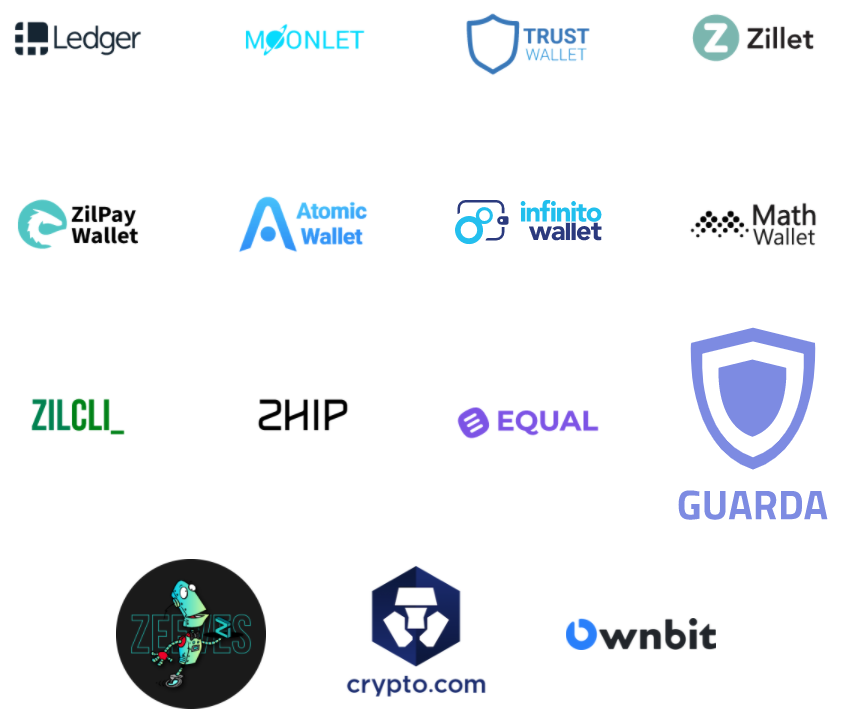 Ledger
MOONLET
TRUST
WALLET
Z Zillet
ZilPay
Wallet
Atomic
Wallet
infinito
wallet
Math
Wallet
ZILCLI_
ZHIP
EQUAL
GUARDA
ZEEVES
crypto.com
Ownbit